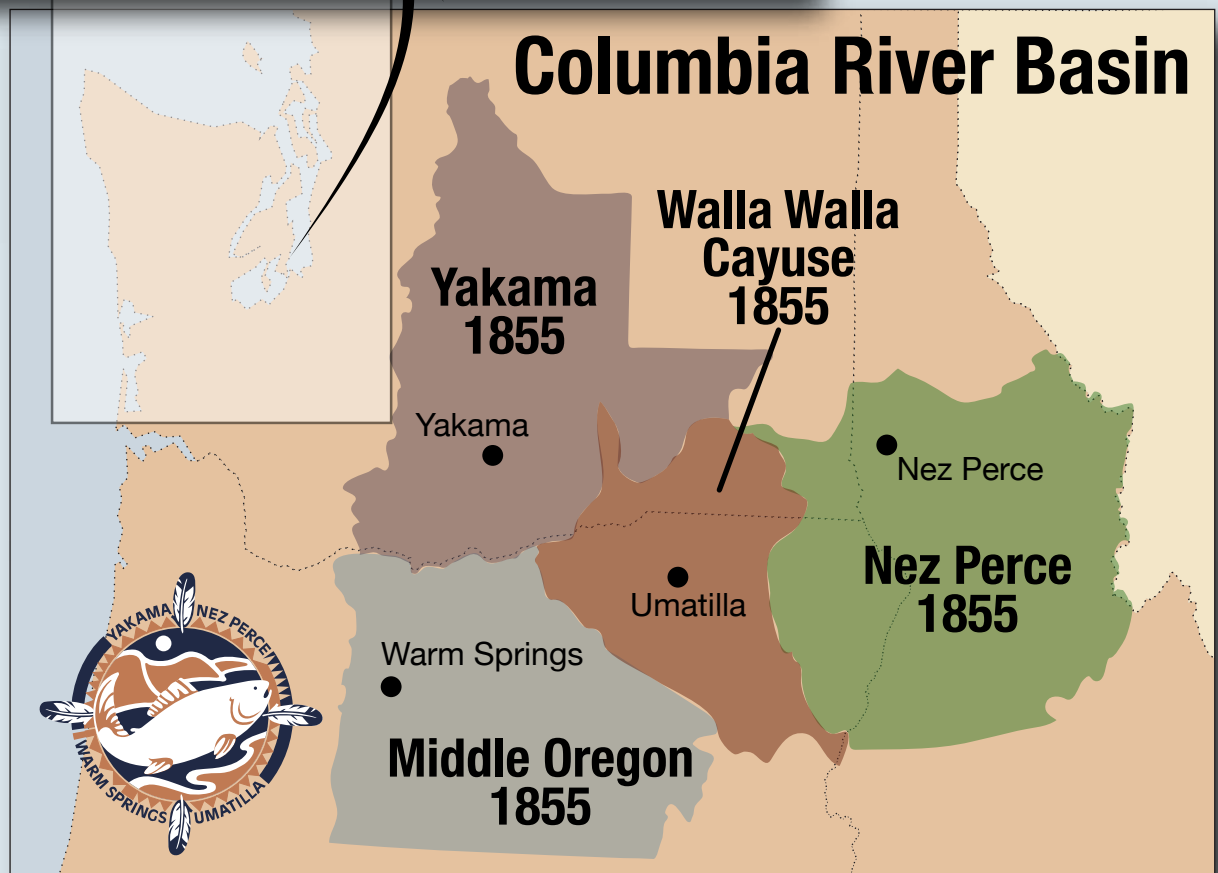 Columbia River Basin
Walla Walla
Cayuse
1855
Yakama
1855
Yakama
Nez Perce
Nez Perce
1855
Umatilla
Warm Springs
Middle Oregon
1855
YAKAMA
NEZ PERCE
WARM SPRINGS
UMATILLA